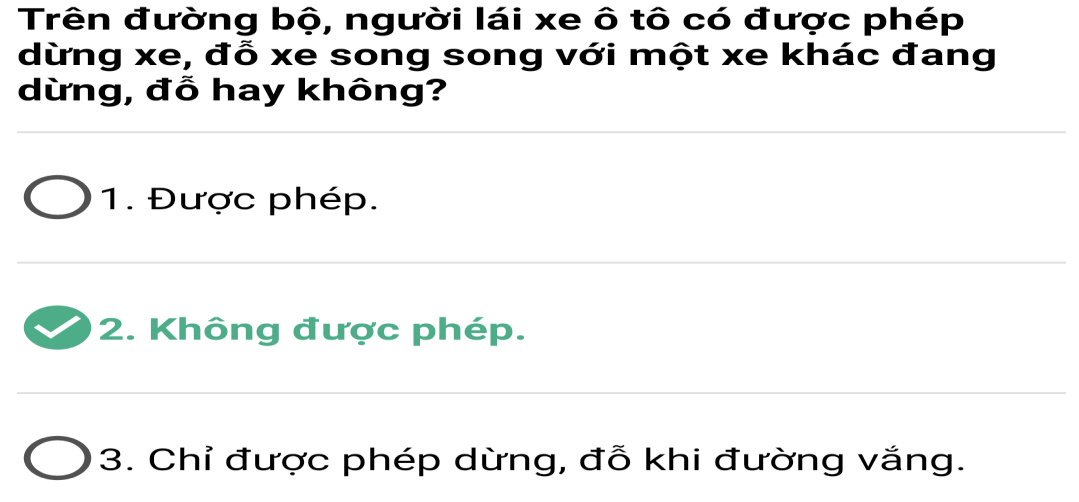 Trên đường bộ, người lái xe ô tô có được phép
dừng xe, đỗ xe song song với một xe khác đang
dừng, đỗ hay không?
1. Được phép.
2. Không được phép.
3. Chỉ được phép dừng, đỗ khi đường vắng.